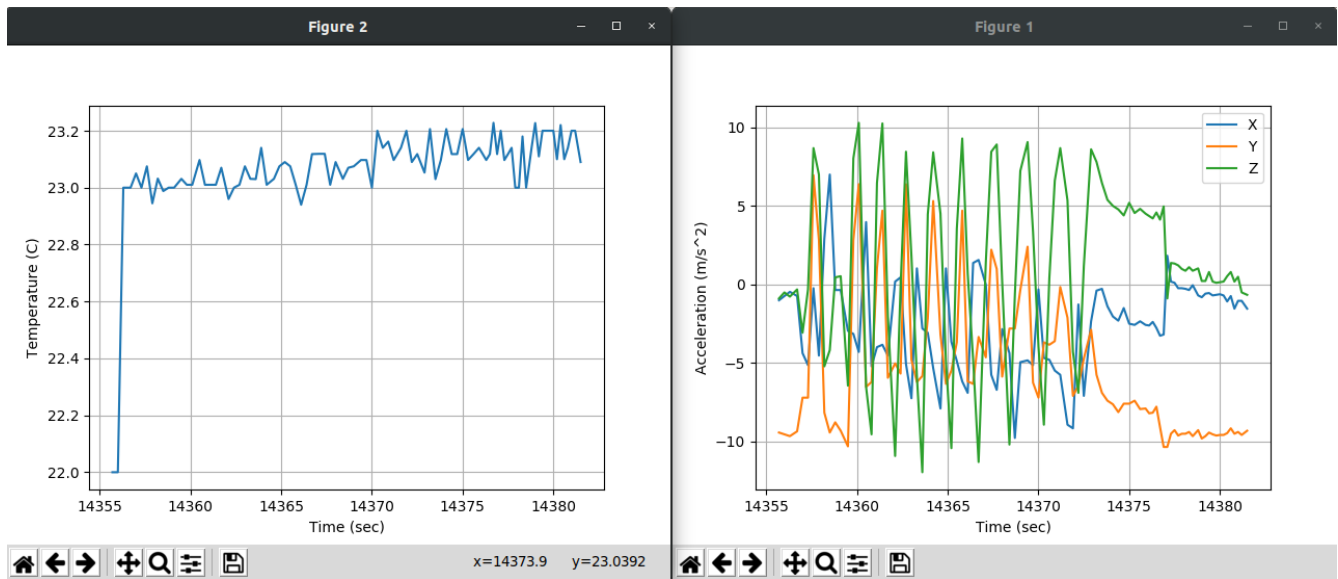 Figure 2
23.2
23.0
22.8
22.6
22.4
22.2
22.0
Temperature (C)
14355 14360 14365 14370 14375 14380
Time (sec)
x=14373.9 y=23.0392
Figure 1
10
5
0
−5
−10
Acceleration (m/s^2)
X
Y
Z
14355 14360 14365 14370 14375 14380
Time (sec)